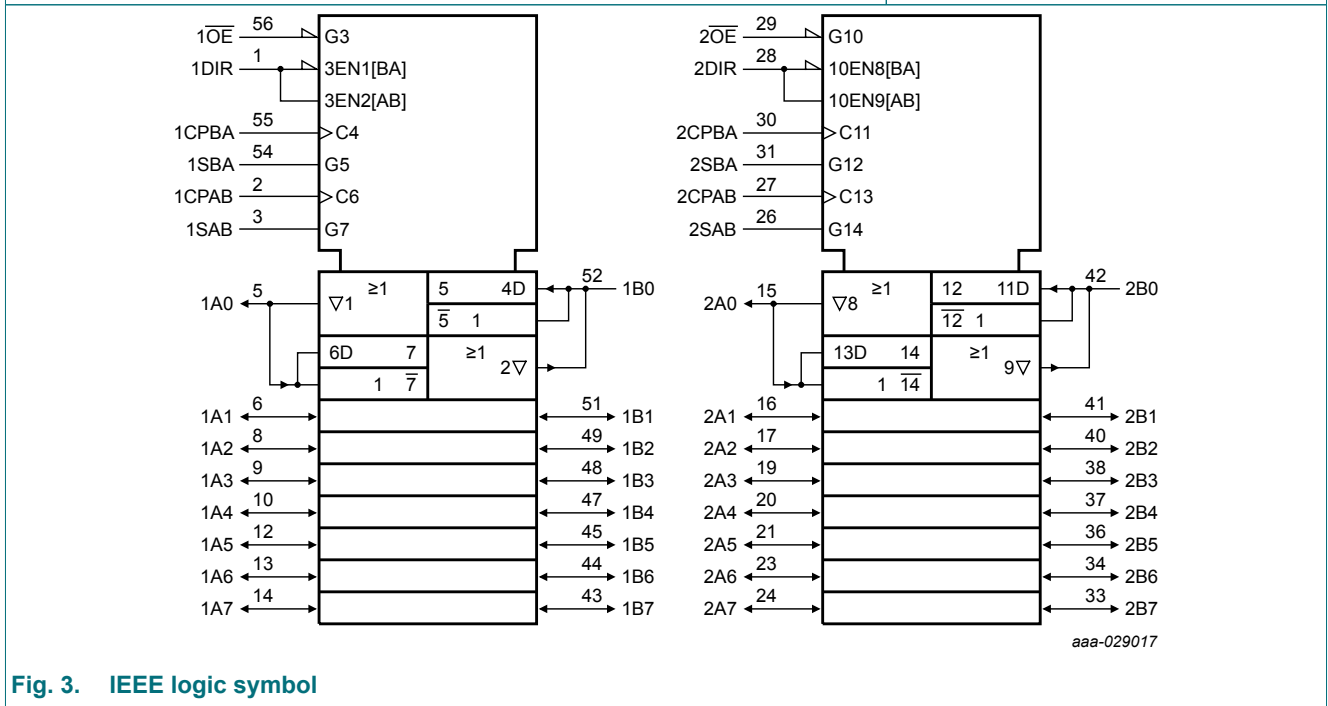 1OE 56 G3 2OE 29 G10
1DIR 1 3EN1[BA] 2DIR 28 10EN8[BA]
3EN2[AB] 10EN9[AB]
1CPBA 55 C4 2CPBA 30 C11
1SBA 54 G5 2SBA 31 G12
1CPAB 2 C6 2CPAB 27 C13
1SAB 3 G7 2SAB 26 G14
1A0 5 ▽1 ≥1 5 4D 52 1B0 2A0 15 ▽8 ≥1 12 11D 42 2B0
5̅ 1 1̅2̅ 1
6D 7 ≥1 2▽ 13D 14 ≥1 9▽
1 7̅ 1 1̅4̅
1A1 6 51 1B1 2A1 16 41 2B1
1A2 8 49 1B2 2A2 17 40 2B2
1A3 9 48 1B3 2A3 19 38 2B3
1A4 10 47 1B4 2A4 20 37 2B4
1A5 12 45 1B5 2A5 21 36 2B5
1A6 13 44 1B6 2A6 23 34 2B6
1A7 14 43 1B7 2A7 24 33 2B7
aaa-029017
Fig. 3. IEEE logic symbol